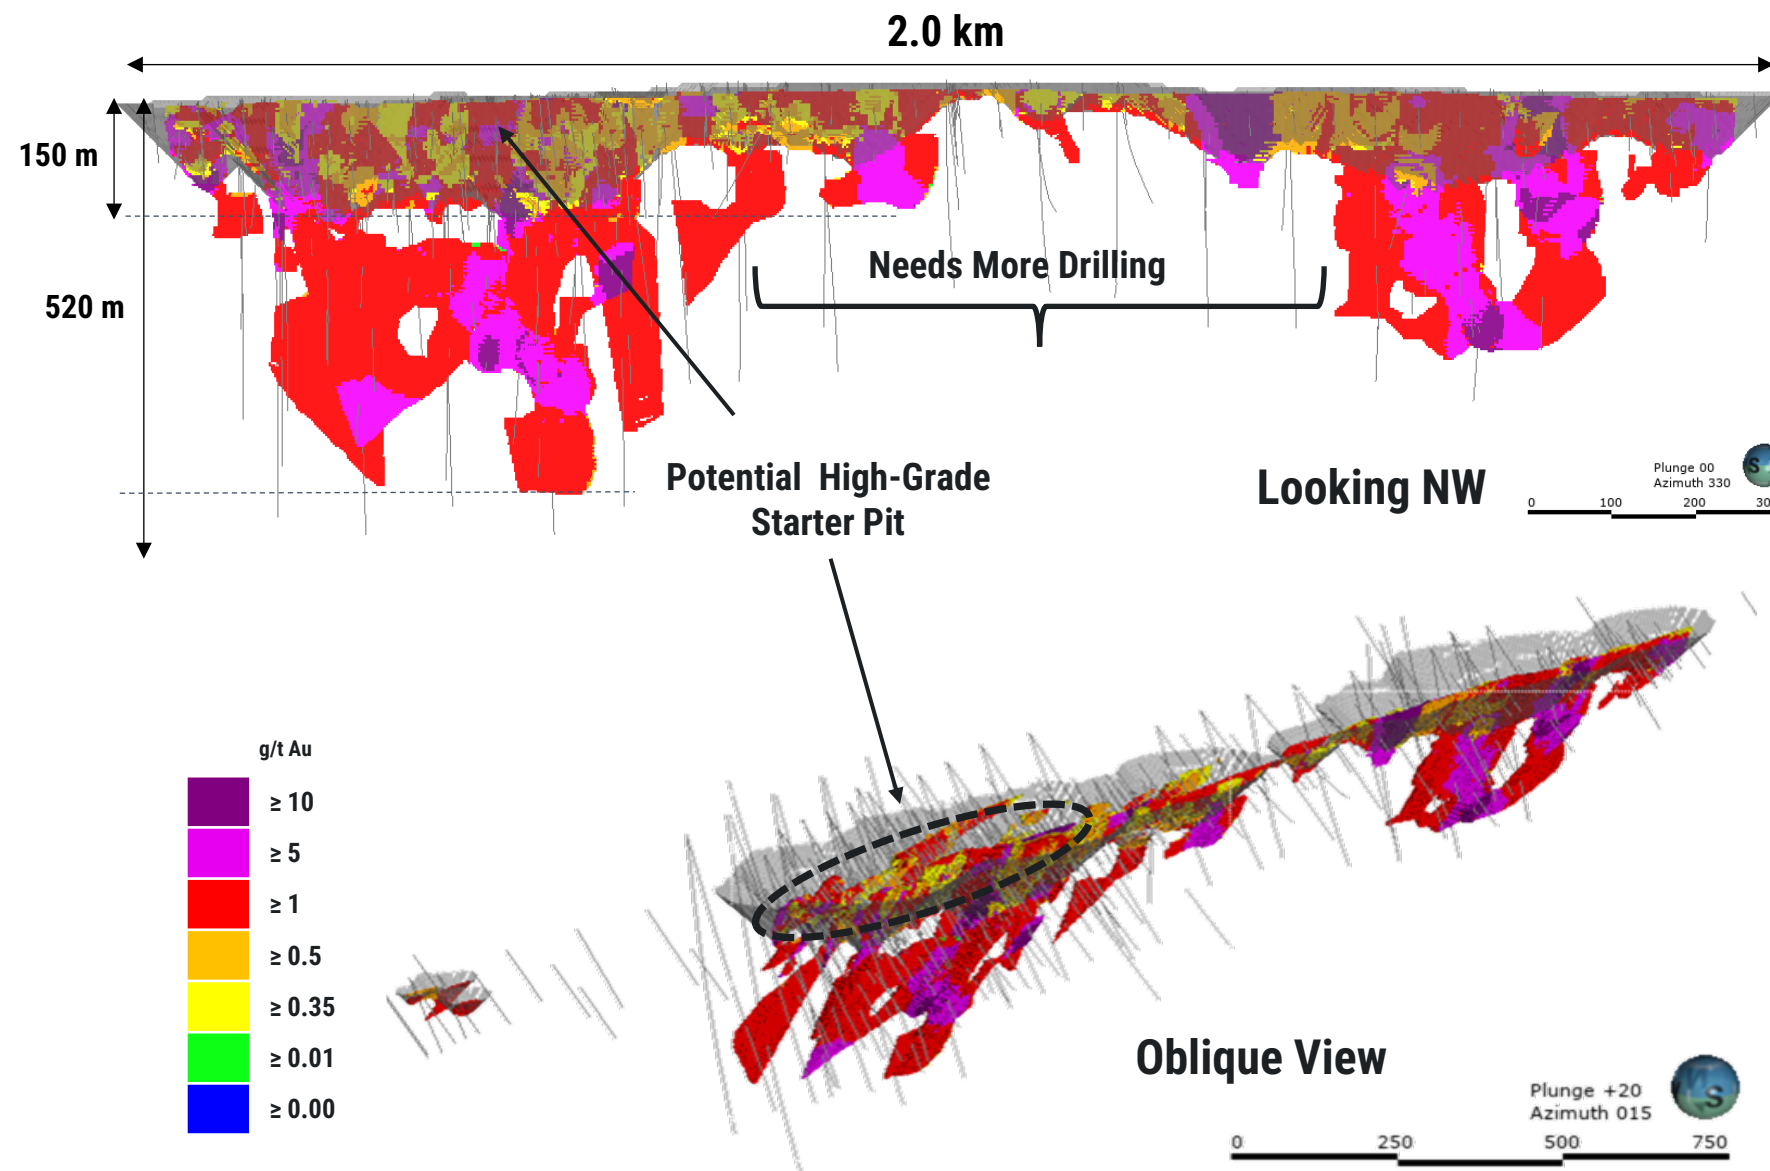 2.0 km
150 m
520 m
Needs More Drilling
Potential High-Grade
Starter Pit
Looking NW
Plunge 00
Azimuth 330
S
0 100 200
g/t Au
≥ 10
≥ 5
≥ 1
≥ 0.5
≥ 0.35
≥ 0.01
≥ 0.00
Oblique View
Plunge +20
Azimuth 015
S
0 250 500 750